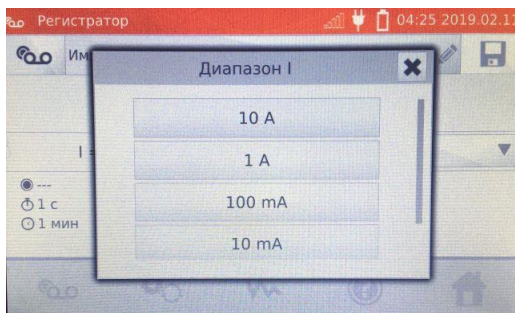 Регистратор 04:25 2019.02.1
Им
Диапазон I
10 A
I = 1 A
---
1 с 100 mA
1 мин 10 mA